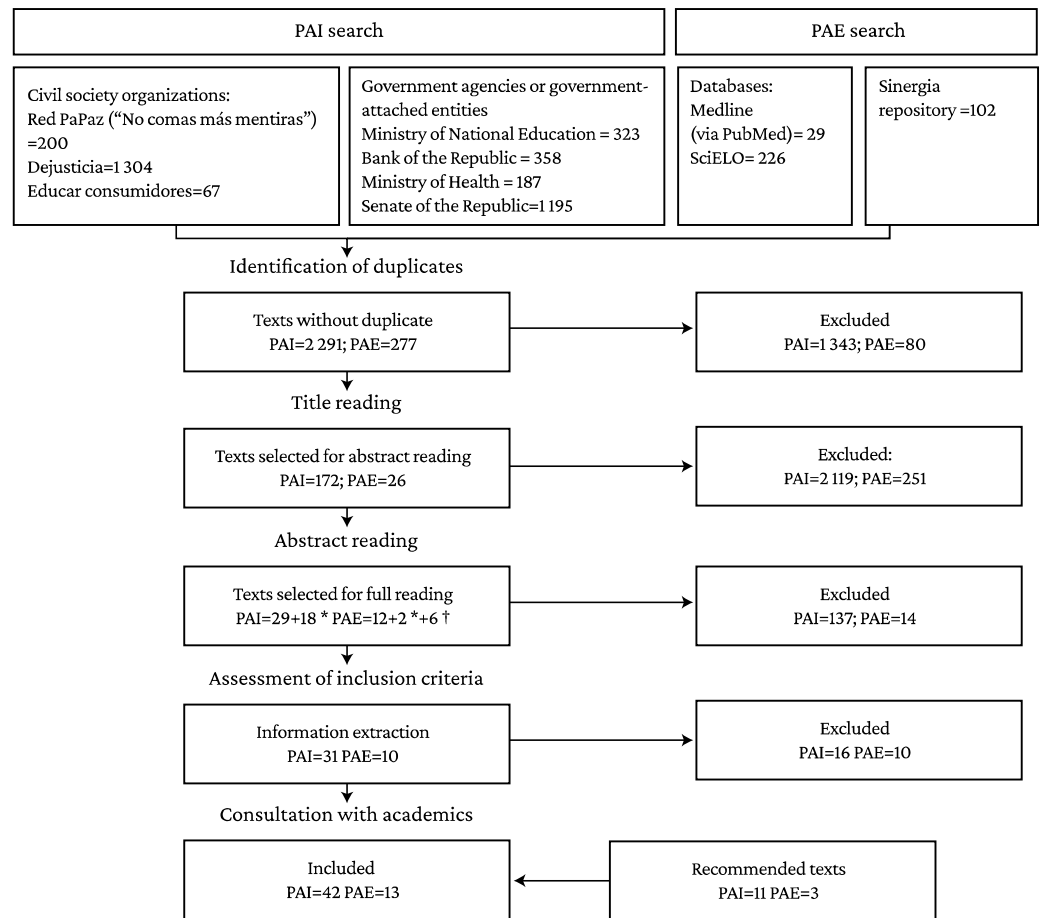 PAI search
PAE search
Civil society organizations:
Red PaPaz (“No comas más mentiras”)
=200
Dejusticia=1 304
Educar consumidores=67
Government agencies or government-
attached entities
Ministry of National Education = 323
Bank of the Republic = 358
Ministry of Health = 187
Senate of the Republic=1 195
Databases:
Medline
(via PubMed)= 29
SciELO= 226
Sinergia
repository =102
Identification of duplicates
Texts without duplicate
PAI=2 291; PAE=277
Excluded
PAI=1 343; PAE=80
Title reading
Texts selected for abstract reading
PAI=172; PAE=26
Excluded:
PAI=2 119; PAE=251
Abstract reading
Texts selected for full reading
PAI=29+18 * PAE=12+2 *+6 †
Excluded
PAI=137; PAE=14
Assessment of inclusion criteria
Information extraction
PAI=31 PAE=10
Excluded
PAI=16 PAE=10
Consultation with academics
Included
PAI=42 PAE=13
Recommended texts
PAI=11 PAE=3